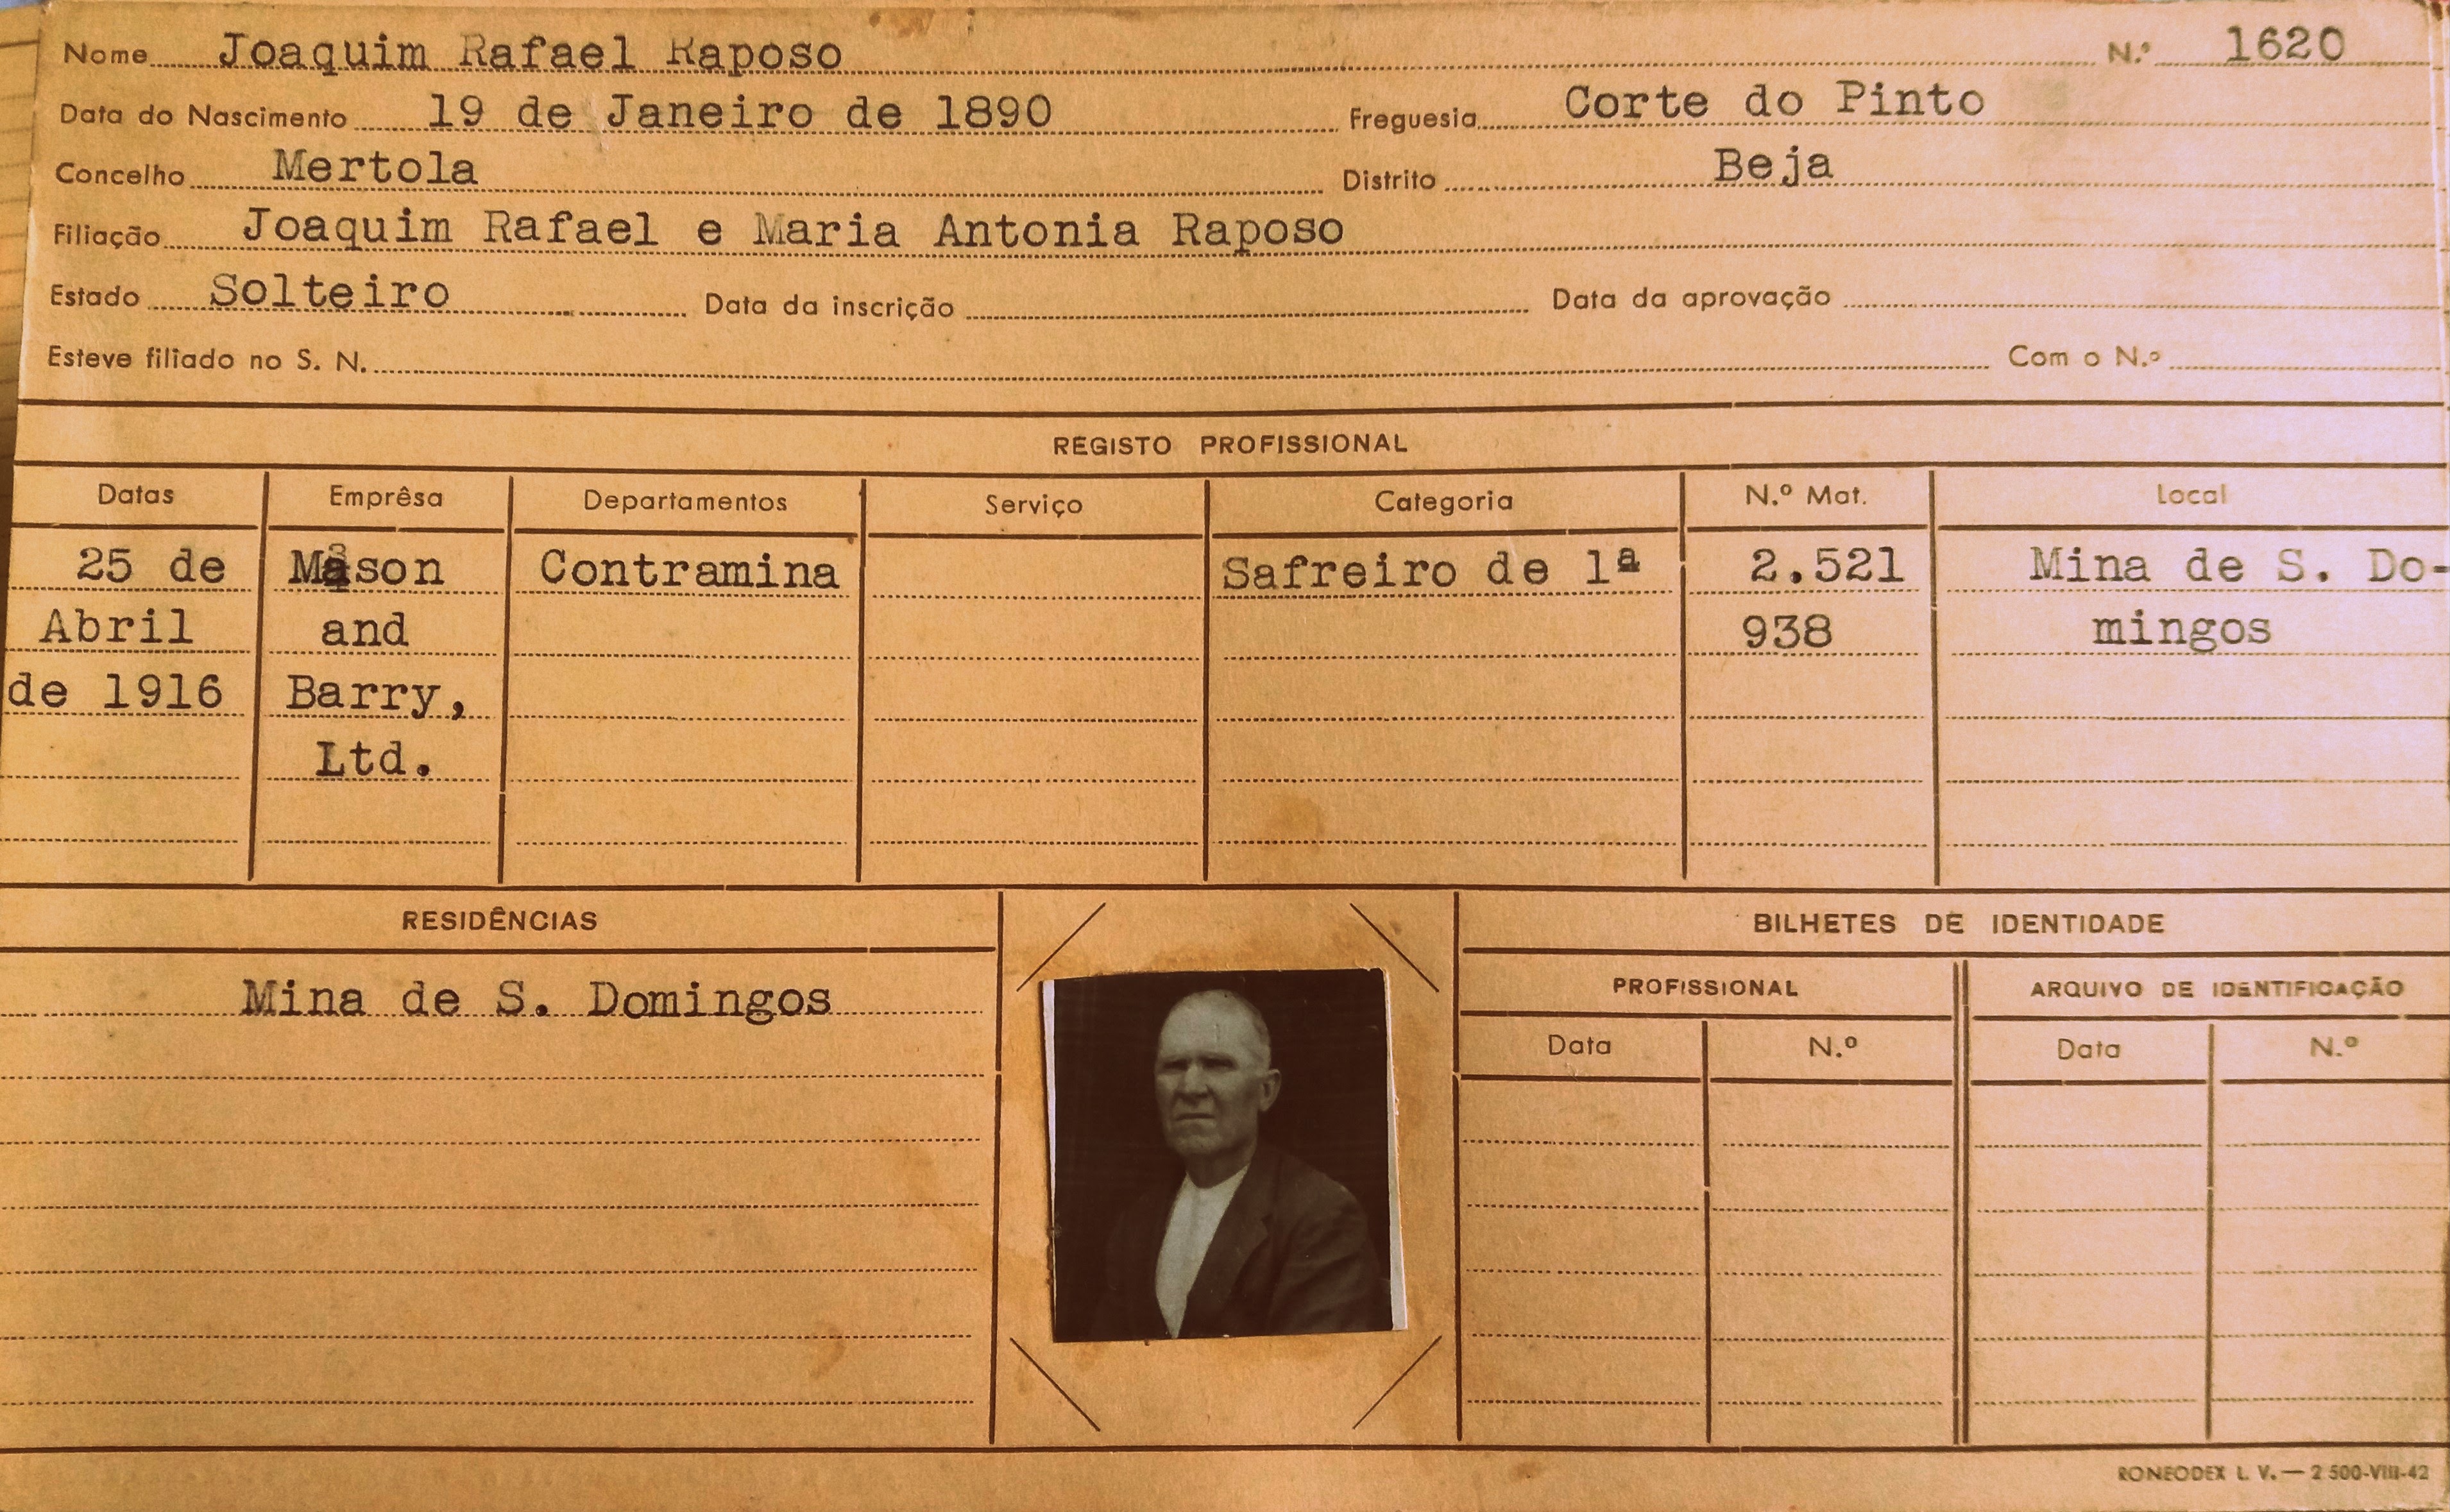 Nome Joaquim Rafael Raposo N.º 1620
Data do Nascimento 19 de Janeiro de 1890 Freguesia Corte do Pinto
Concelho Mertola Distrito Beja
Filiação Joaquim Rafael e Maria Antonia Raposo
Estado Solteiro Data da inscrição Data da aprovação
Esteve filiado no S. N. Com o N.º
REGISTO PROFISSIONAL
Datas Emprêsa Departamentos Serviço Categoria N.º Mat. Local
25 de Mason Contramina Safreiro de 1ª 2.521 Mina de S. Do-
Abril and 938 mingos
de 1916 Barry,
Ltd.
RESIDÊNCIAS BILHETES DE IDENTIDADE
PROFISSIONAL ARQUIVO DE IDENTIFICAÇÃO
Mina de S. Domingos
Data N.º Data N.º
RONEODEX L. V. — 2 500-VIII-42